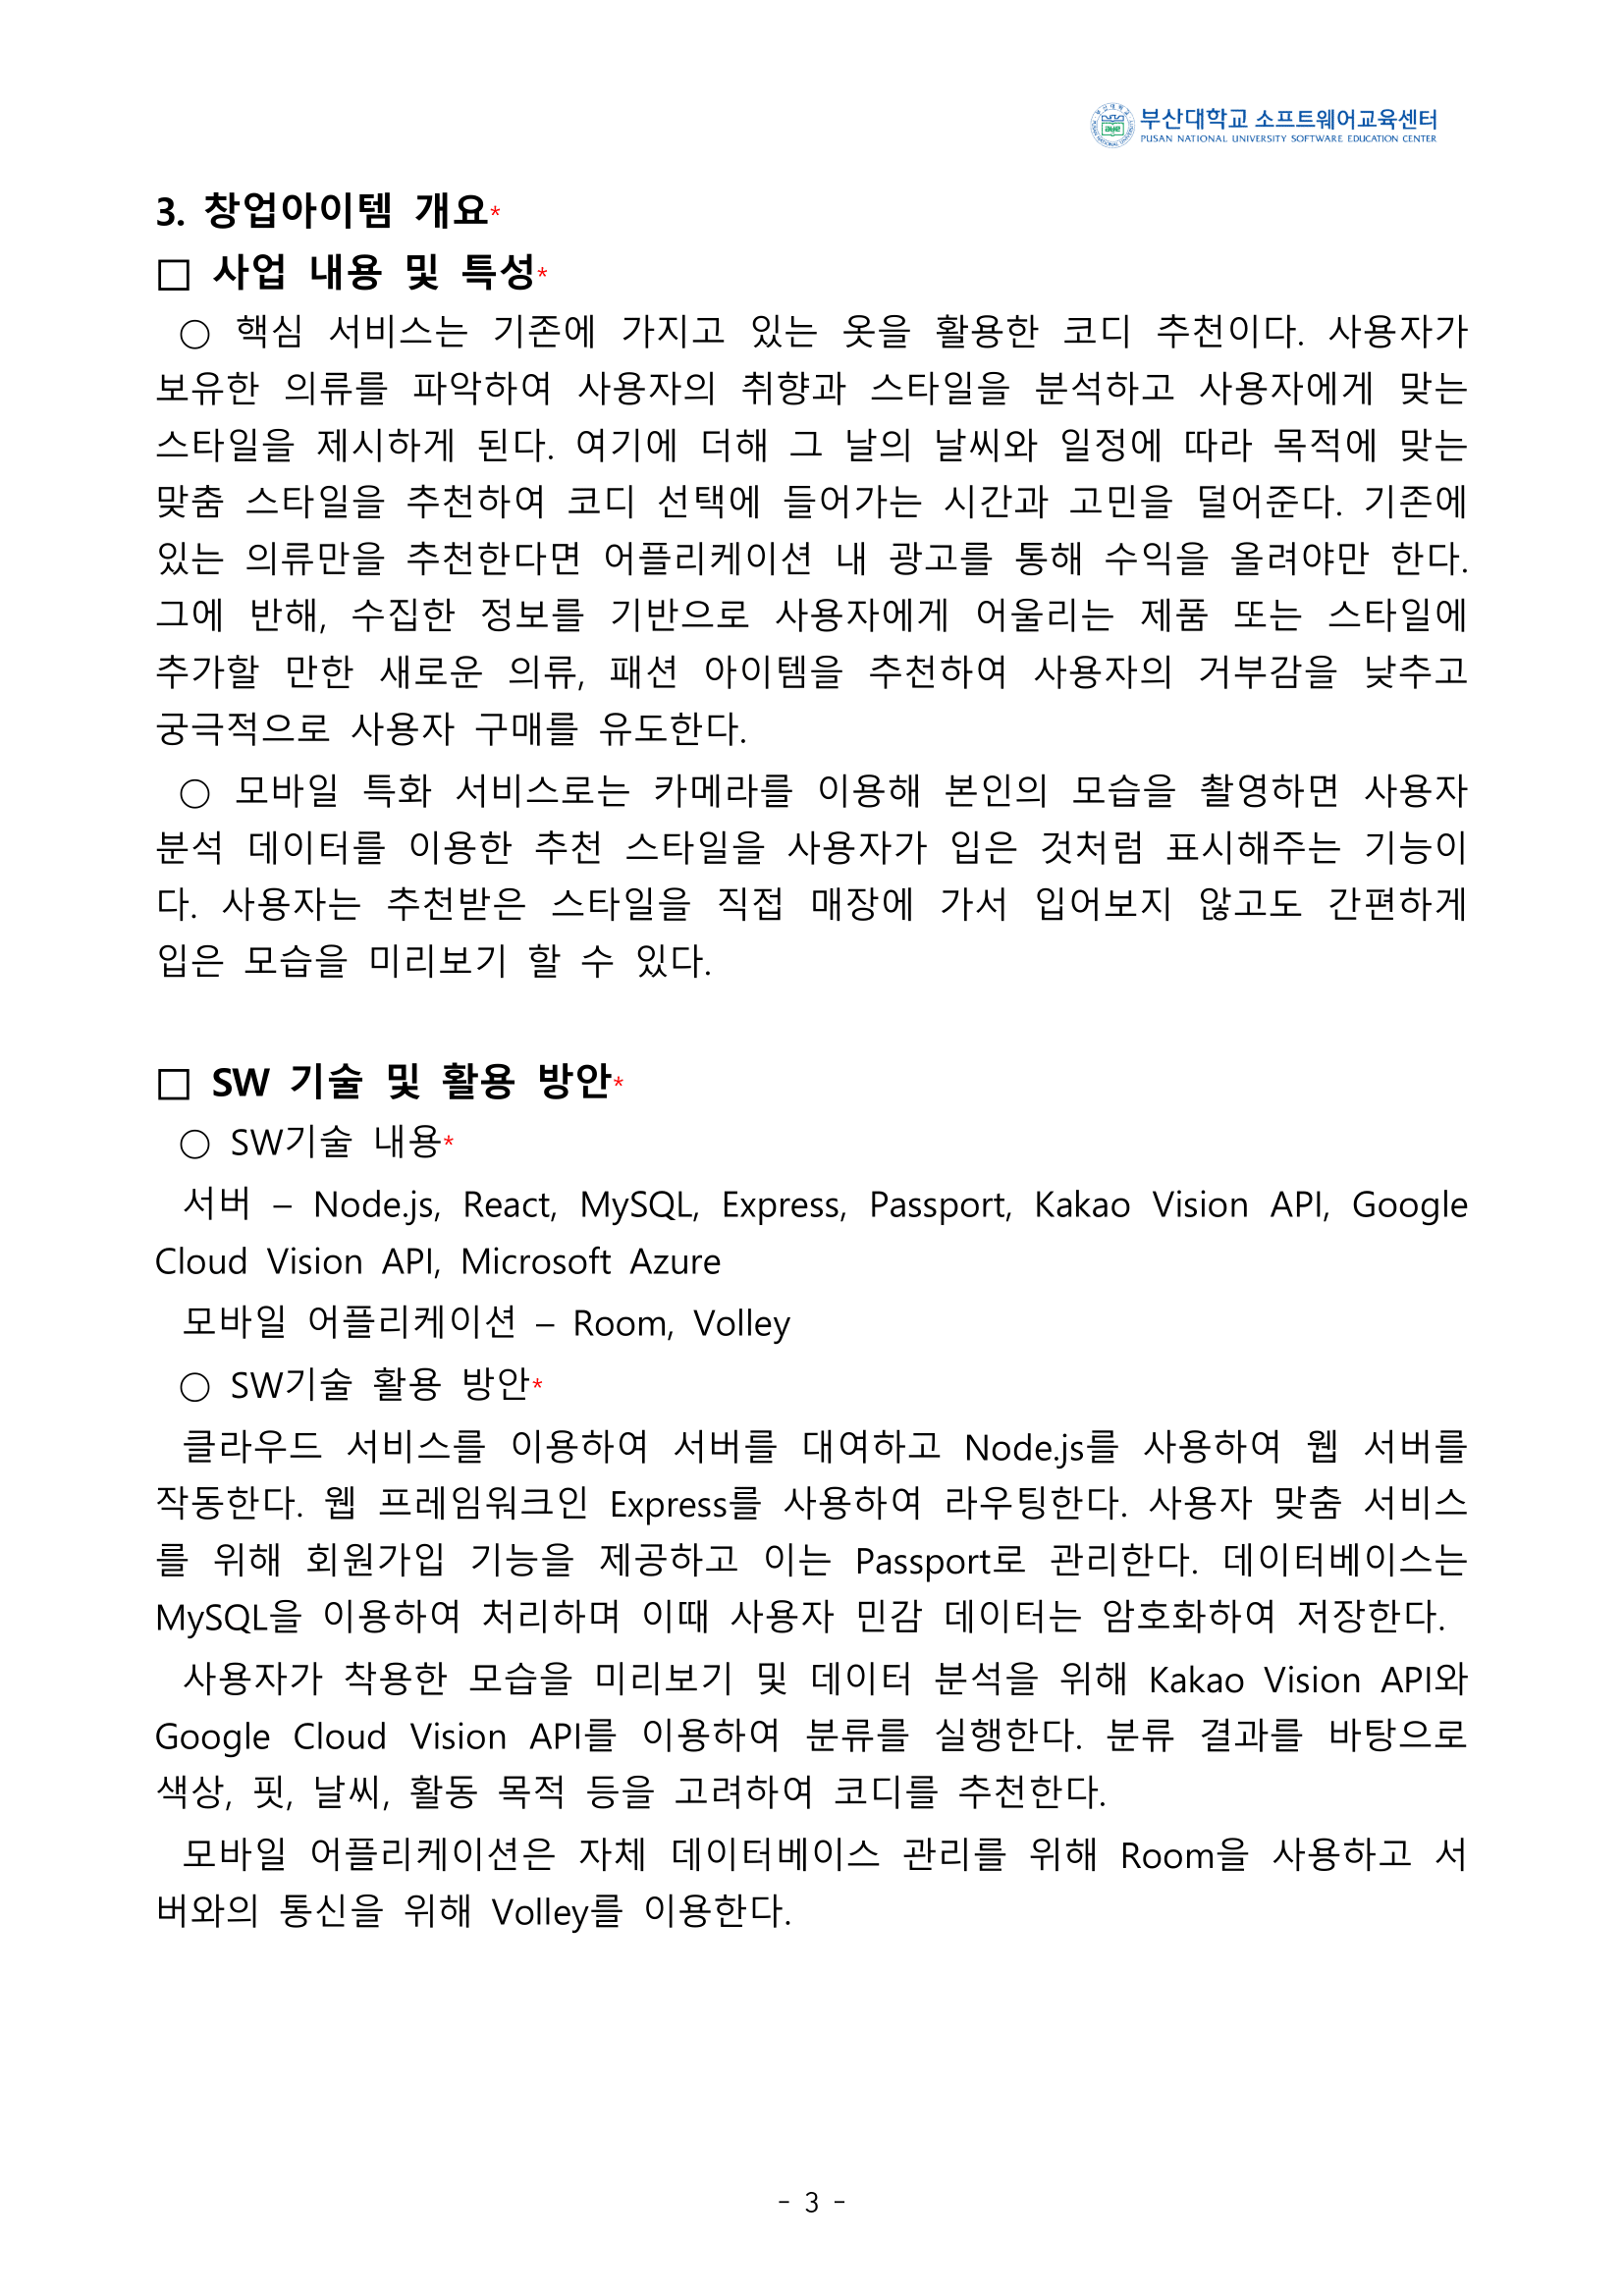 부산대학교 소프트웨어교육센터
PUSAN NATIONAL UNIVERSITY SOFTWARE EDUCATION CENTER
3. 창업아이템 개요*
□ 사업 내용 및 특성*
○ 핵심 서비스는 기존에 가지고 있는 옷을 활용한 코디 추천이다. 사용자가
보유한 의류를 파악하여 사용자의 취향과 스타일을 분석하고 사용자에게 맞는
스타일을 제시하게 된다. 여기에 더해 그 날의 날씨와 일정에 따라 목적에 맞는
맞춤 스타일을 추천하여 코디 선택에 들어가는 시간과 고민을 덜어준다. 기존에
있는 의류만을 추천한다면 어플리케이션 내 광고를 통해 수익을 올려야만 한다.
그에 반해, 수집한 정보를 기반으로 사용자에게 어울리는 제품 또는 스타일에
추가할 만한 새로운 의류, 패션 아이템을 추천하여 사용자의 거부감을 낮추고
궁극적으로 사용자 구매를 유도한다.
○ 모바일 특화 서비스로는 카메라를 이용해 본인의 모습을 촬영하면 사용자
분석 데이터를 이용한 추천 스타일을 사용자가 입은 것처럼 표시해주는 기능이
다. 사용자는 추천받은 스타일을 직접 매장에 가서 입어보지 않고도 간편하게
입은 모습을 미리보기 할 수 있다.
□ SW 기술 및 활용 방안*
○ SW기술 내용*
서버 – Node.js, React, MySQL, Express, Passport, Kakao Vision API, Google
Cloud Vision API, Microsoft Azure
모바일 어플리케이션 – Room, Volley
○ SW기술 활용 방안*
클라우드 서비스를 이용하여 서버를 대여하고 Node.js를 사용하여 웹 서버를
작동한다. 웹 프레임워크인 Express를 사용하여 라우팅한다. 사용자 맞춤 서비스
를 위해 회원가입 기능을 제공하고 이는 Passport로 관리한다. 데이터베이스는
MySQL을 이용하여 처리하며 이때 사용자 민감 데이터는 암호화하여 저장한다.
사용자가 착용한 모습을 미리보기 및 데이터 분석을 위해 Kakao Vision API와
Google Cloud Vision API를 이용하여 분류를 실행한다. 분류 결과를 바탕으로
색상, 핏, 날씨, 활동 목적 등을 고려하여 코디를 추천한다.
모바일 어플리케이션은 자체 데이터베이스 관리를 위해 Room을 사용하고 서
버와의 통신을 위해 Volley를 이용한다.
- 3 -